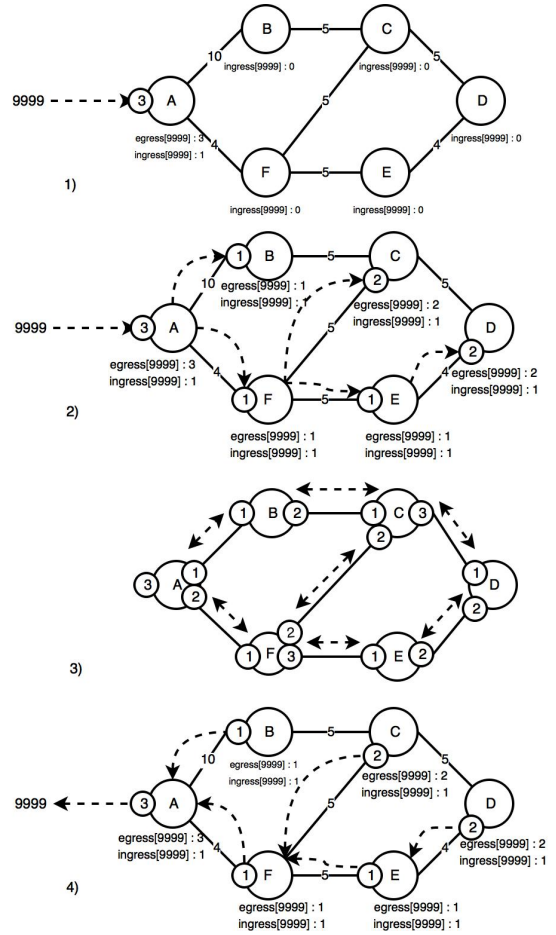 B
5
C
ingress[9999] : 0
ingress[9999] : 0
10
5
9999
3
A
D
egress[9999] : 3
ingress[9999] : 1
ingress[9999] : 0
5
4
4
F
5
E
1)
ingress[9999] : 0
ingress[9999] : 0
1
B
5
C
2
egress[9999] : 1
ingress[9999] : 1
10
5
egress[9999] : 2
ingress[9999] : 1
9999
3
A
D
5
2
egress[9999] : 3
ingress[9999] : 1
4
4
egress[9999] : 2
ingress[9999] : 1
2)
1
F
5
1
E
egress[9999] : 1
ingress[9999] : 1
egress[9999] : 1
ingress[9999] : 1
1
B
2
1
C
3
2
3
A
1
2
1
D
2
2
1
F
3
1
E
2
3)
1
B
5
C
2
10
5
egress[9999] : 1
ingress[9999] : 1
egress[9999] : 2
ingress[9999] : 1
9999
3
A
D
5
2
egress[9999] : 3
ingress[9999] : 1
4
4
egress[9999] : 2
ingress[9999] : 1
4)
1
F
5
1
E
egress[9999] : 1
ingress[9999] : 1
egress[9999] : 1
ingress[9999] : 1